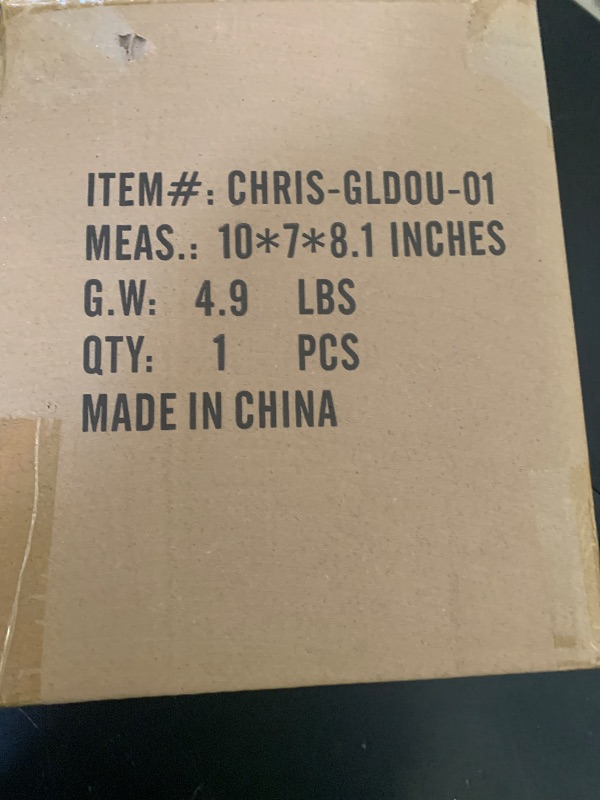 ITEM#: CHRIS-GLDOU-01
MEAS.: 10*7*8.1 INCHES
G.W: 4.9 LBS
QTY: 1 PCS
MADE IN CHINA